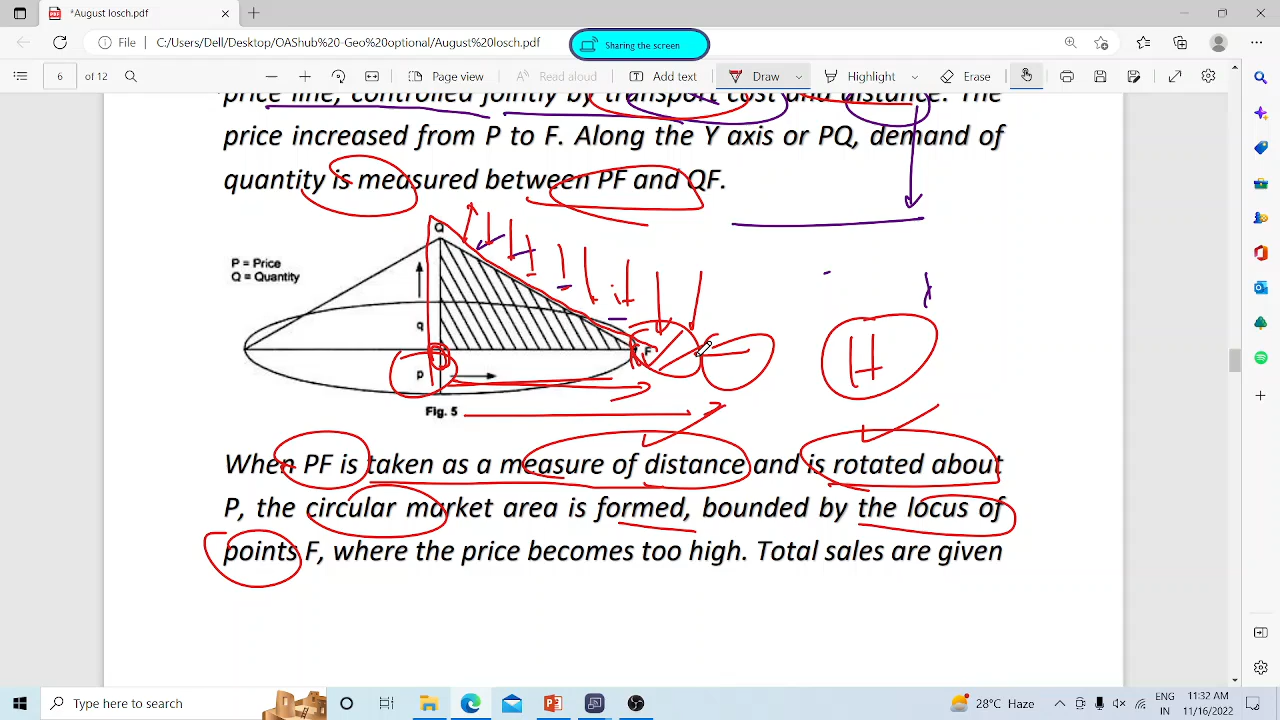 *August losch.pdf
File
C:/Users/Dell/Desktop/OAShub_Geo%20optional/August%20losch.pdf
Sharing the screen
6 of 12
Page view
Read aloud
Add text
Draw
Highlight
Erase
price line, controlled jointly by transport cost and distance. The
price increased from P to F. Along the Y axis or PQ, demand of
quantity is measured between PF and QF.
P = Price
Q = Quantity
Q
q
F
p
Fig. 5
When PF is taken as a measure of distance and is rotated about
P, the circular market area is formed, bounded by the locus of
points F, where the price becomes too high. Total sales are given
Type here to search
28°C Haze
ENG
IN
11:32 AM
11/16/2022